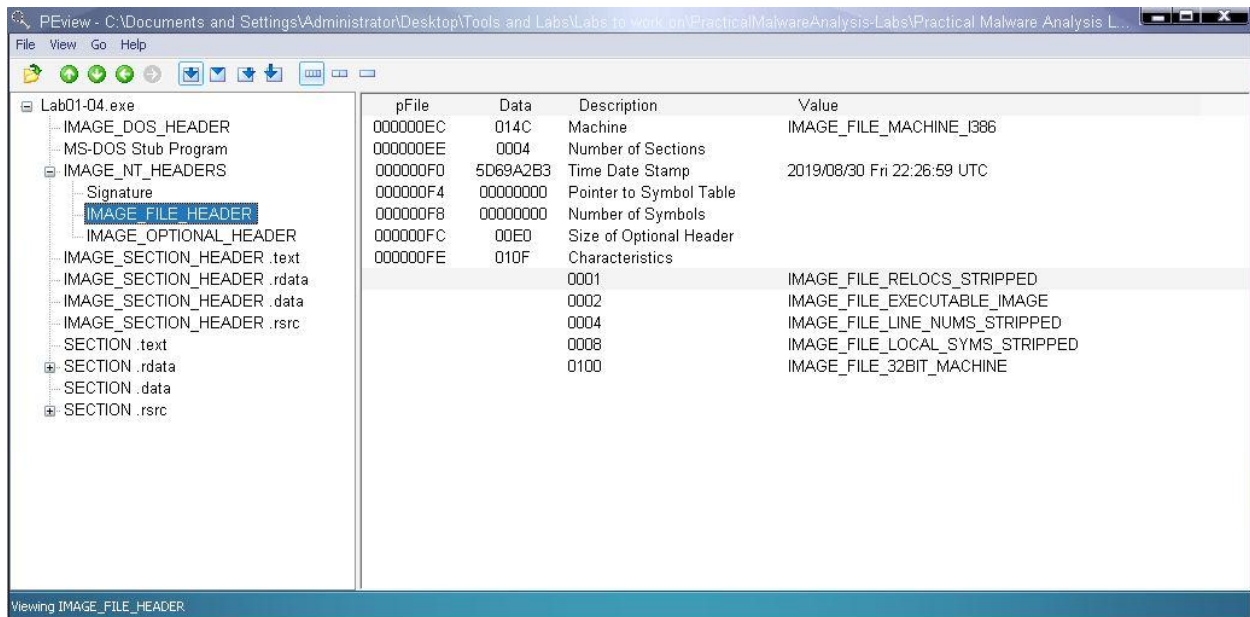 PEview - C:\Documents and Settings\Administrator\Desktop\Tools and Labs\Labs to work on\PracticalMalwareAnalysis-Labs\Practical Malware Analysis L...
File View Go Help
Lab01-04.exe
IMAGE_DOS_HEADER
MS-DOS Stub Program
IMAGE_NT_HEADERS
Signature
IMAGE_FILE_HEADER
IMAGE_OPTIONAL_HEADER
IMAGE_SECTION_HEADER .text
IMAGE_SECTION_HEADER .rdata
IMAGE_SECTION_HEADER .data
IMAGE_SECTION_HEADER .rsrc
SECTION .text
SECTION .rdata
SECTION .data
SECTION .rsrc
pFile Data Description Value
000000EC 014C Machine IMAGE_FILE_MACHINE_I386
000000EE 0004 Number of Sections
000000F0 5D69A2B3 Time Date Stamp 2019/08/30 Fri 22:26:59 UTC
000000F4 00000000 Pointer to Symbol Table
000000F8 00000000 Number of Symbols
000000FC 00E0 Size of Optional Header
000000FE 010F Characteristics
0001 IMAGE_FILE_RELOCS_STRIPPED
0002 IMAGE_FILE_EXECUTABLE_IMAGE
0004 IMAGE_FILE_LINE_NUMS_STRIPPED
0008 IMAGE_FILE_LOCAL_SYMS_STRIPPED
0100 IMAGE_FILE_32BIT_MACHINE
Viewing IMAGE_FILE_HEADER